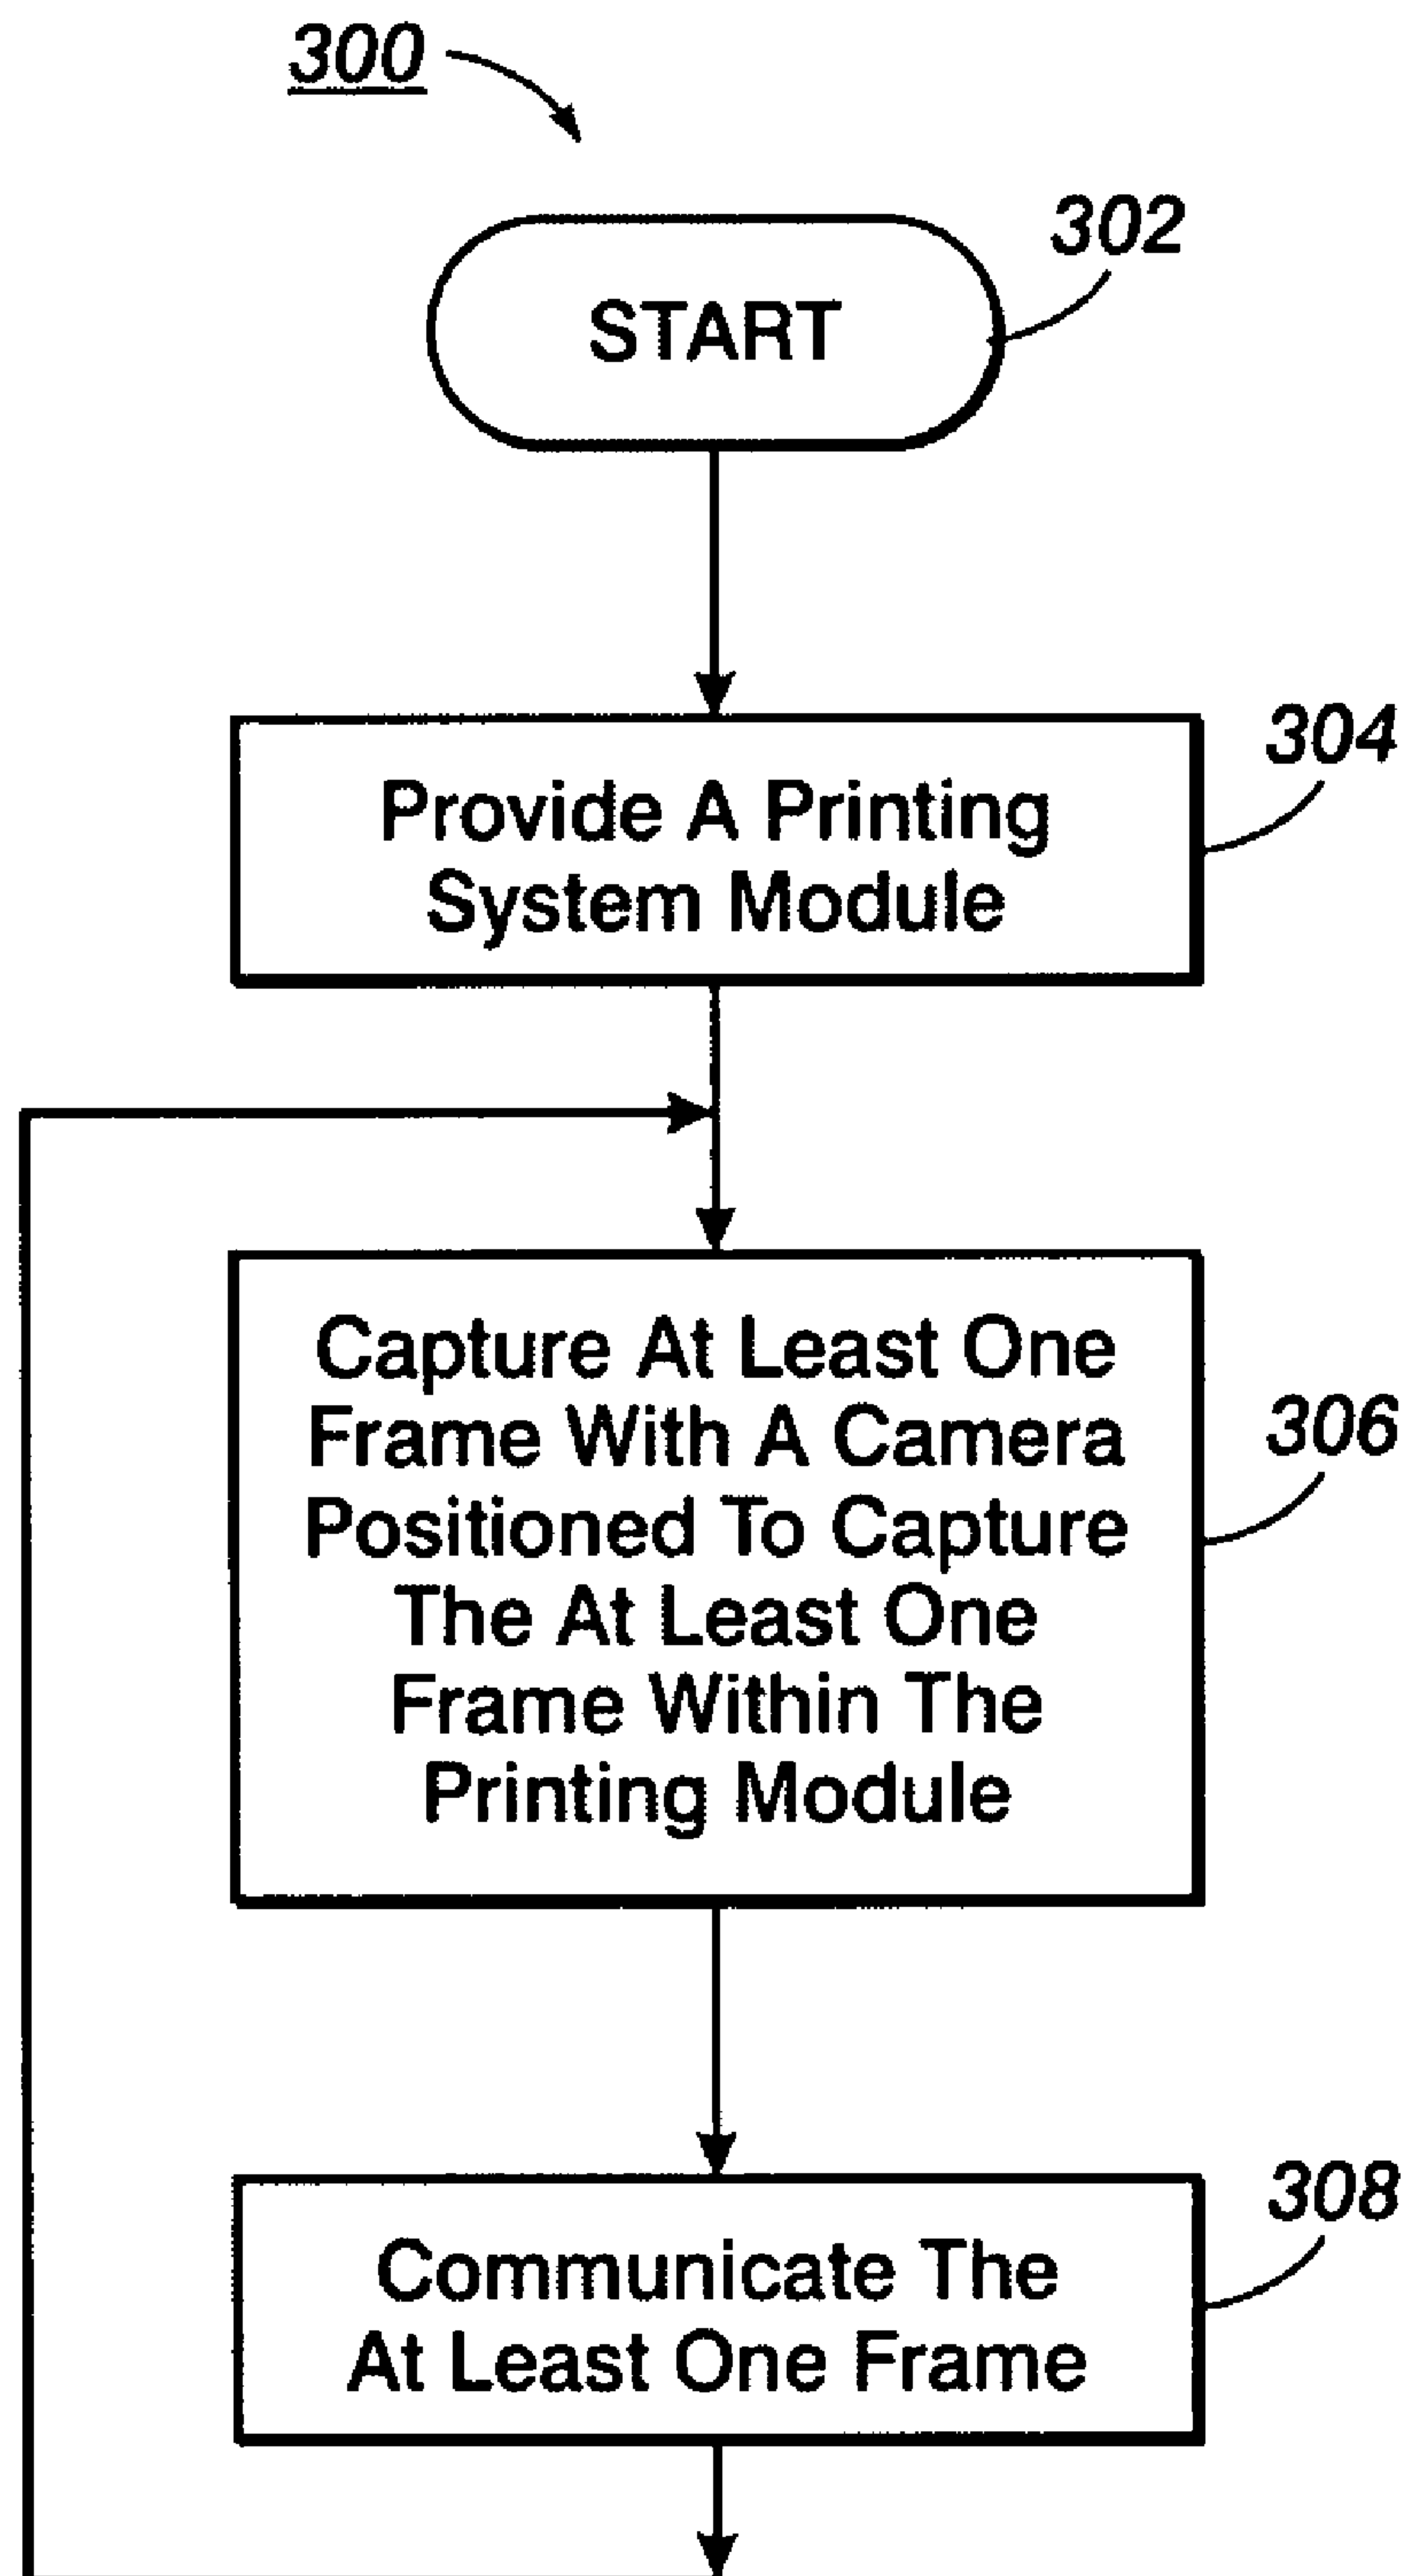 300
302
START
304
Provide A Printing
System Module
306
Capture At Least One
Frame With A Camera
Positioned To Capture
The At Least One
Frame Within The
Printing Module
308
Communicate The
At Least One Frame